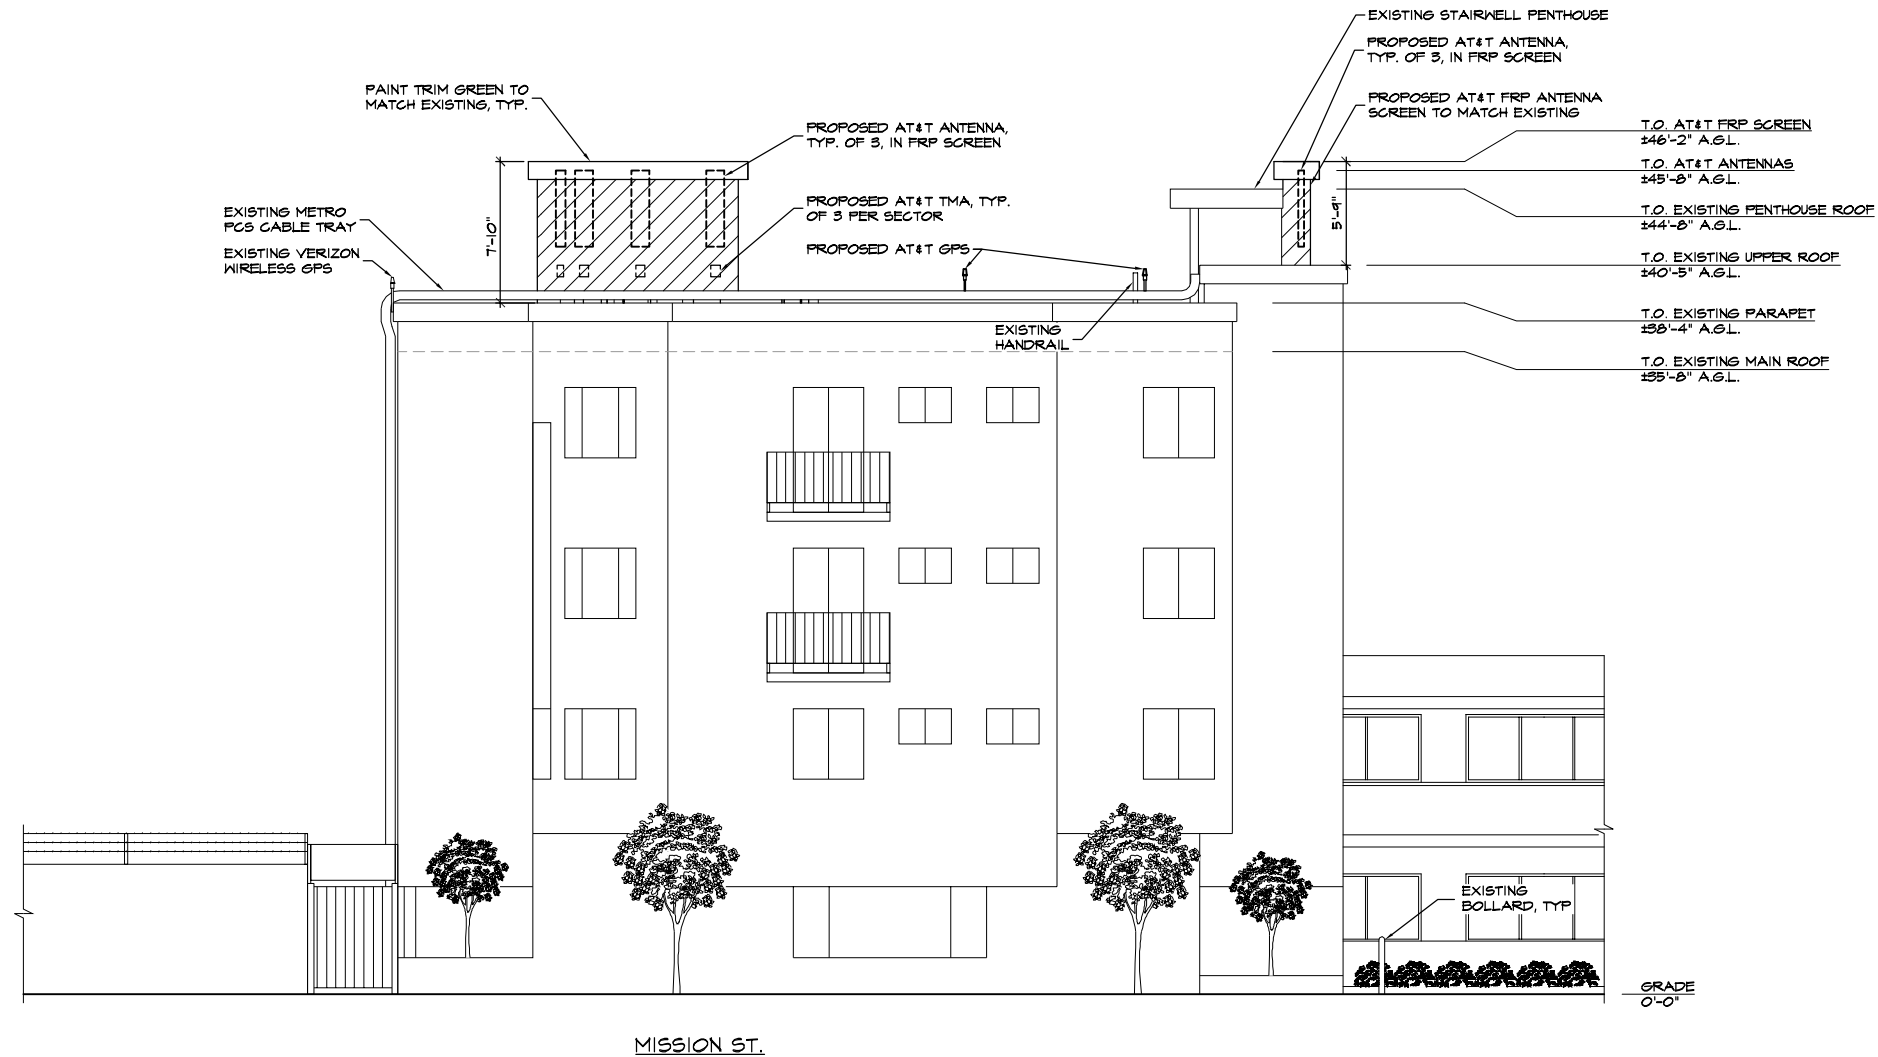 EXISTING STAIRWELL PENTHOUSE
PROPOSED AT&T ANTENNA,
TYP. OF 3, IN FRP SCREEN
PAINT TRIM GREEN TO
MATCH EXISTING, TYP.
PROPOSED AT&T FRP ANTENNA
SCREEN TO MATCH EXISTING
PROPOSED AT&T ANTENNA,
TYP. OF 3, IN FRP SCREEN
T.O. AT&T FRP SCREEN
±46'-2" A.G.L.
T.O. AT&T ANTENNAS
±45'-8" A.G.L.
EXISTING METRO
PCS CABLE TRAY
7'-10"
PROPOSED AT&T TMA, TYP.
OF 3 PER SECTOR
5'-9"
T.O. EXISTING PENTHOUSE ROOF
±44'-8" A.G.L.
EXISTING VERIZON
WIRELESS GPS
PROPOSED AT&T GPS
T.O. EXISTING UPPER ROOF
±40'-5" A.G.L.
T.O. EXISTING PARAPET
±38'-4" A.G.L.
EXISTING
HANDRAIL
T.O. EXISTING MAIN ROOF
±35'-8" A.G.L.
EXISTING
BOLLARD, TYP
GRADE
0'-0"
MISSION ST.